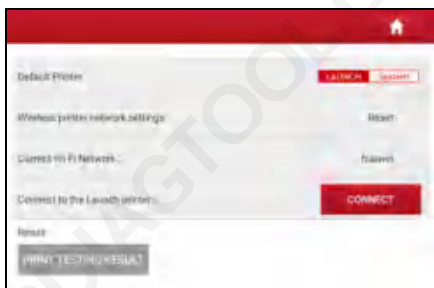 Default Printer
LAUNCH System
Wireless printer network settings
Reset
Current Wi-Fi Network:
Connect to the Launch printer:
CONNECT
Result
PRINT TESTING RESULT